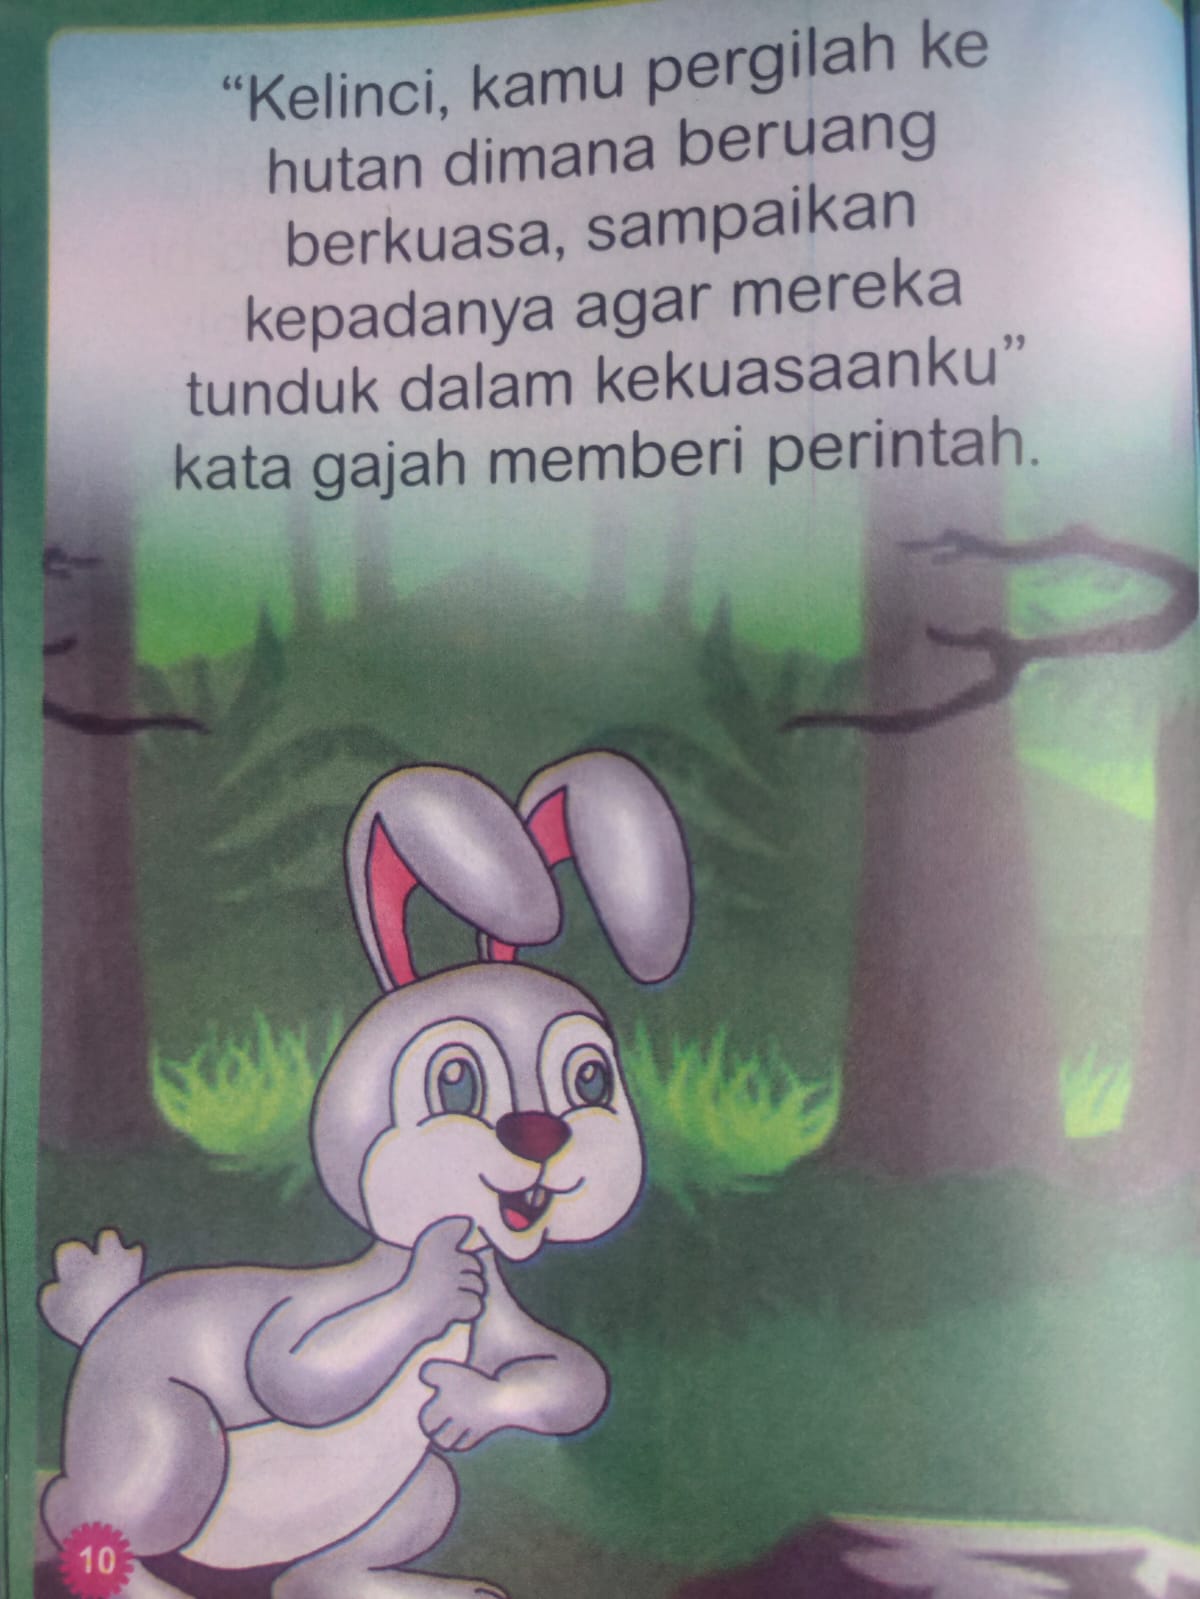 “Kelinci, kamu pergilah ke
hutan dimana beruang
berkuasa, sampaikan
kepadanya agar mereka
tunduk dalam kekuasaanku”
kata gajah memberi perintah.
10